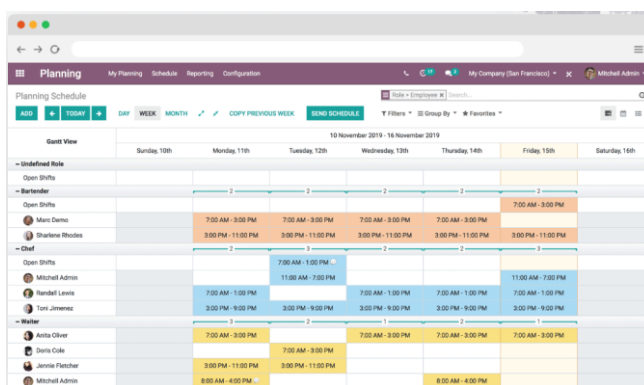 Planning My Planning Schedule Reporting Configuration 17 2 My Company (San Francisco) Mitchell Admin
Planning Schedule Role > Employee × Search...
ADD TODAY DAY WEEK MONTH COPY PREVIOUS WEEK SEND SCHEDULE Filters Group By Favorites
10 November 2019 - 16 November 2019
Gantt View
Sunday, 10th Monday, 11th Tuesday, 12th Wednesday, 13th Thursday, 14th Friday, 15th Saturday, 16th
Undefined Role
Open Shifts
Bartender 2 2 2 2 2
Open Shifts 7:00 AM - 3:00 PM
Marc Demo 7:00 AM - 3:00 PM 7:00 AM - 3:00 PM 7:00 AM - 3:00 PM 7:00 AM - 3:00 PM
Sharlene Rhodes 3:00 PM - 11:00 PM 3:00 PM - 11:00 PM 3:00 PM - 11:00 PM 3:00 PM - 11:00 PM 3:00 PM - 11:00 PM
Chef 2 3 2 2 3
Open Shifts 7:00 AM - 1:00 PM
Mitchell Admin 11:00 AM - 7:00 PM 11:00 AM - 7:00 PM
Randall Lewis 7:00 AM - 1:00 PM 7:00 AM - 1:00 PM 7:00 AM - 1:00 PM 7:00 AM - 1:00 PM
Toni Jimenez 3:00 PM - 9:00 PM 3:00 PM - 9:00 PM 3:00 PM - 9:00 PM 3:00 PM - 9:00 PM 3:00 PM - 9:00 PM
Waiter 3 2 1 2 1
Anita Oliver 7:00 AM - 3:00 PM 7:00 AM - 3:00 PM 7:00 AM - 3:00 PM 7:00 AM - 3:00 PM
Doris Cole 7:00 AM - 3:00 PM
Jennie Fletcher 3:00 PM - 11:00 PM 3:00 PM - 11:00 PM
Mitchell Admin 8:00 AM - 4:00 PM 8:00 AM - 4:00 PM